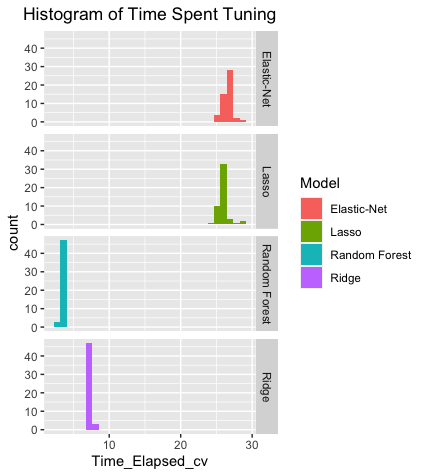 Histogram of Time Spent Tuning
count
40
30
20
10
0
Elastic-Net
40
30
20
10
0
Lasso
40
30
20
10
0
Random Forest
40
30
20
10
0
Ridge
10 20 30
Time_Elapsed_cv
Model
Elastic-Net
Lasso
Random Forest
Ridge